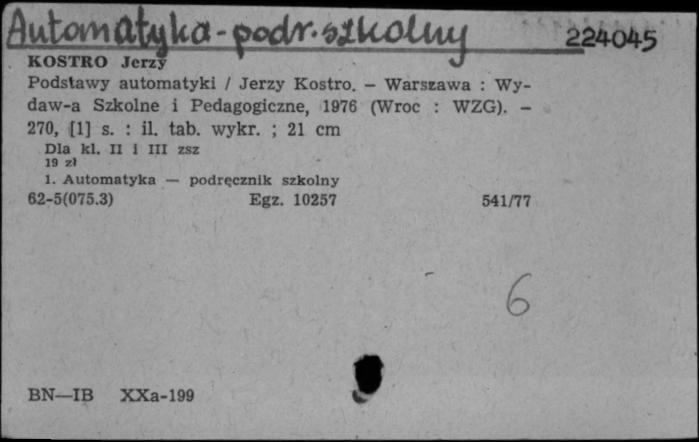 Automatyka - podr. szkolny 224045
KOSTRO Jerzy
Podstawy automatyki / Jerzy Kostro. — Warszawa : Wy-
daw-a Szkolne i Pedagogiczne, 1976 (Wroc : WZG). —
270, [1] s. : il. tab. wykr. ; 21 cm
Dla kl. II i III zsz
19 zł
1. Automatyka — podręcznik szkolny
62-5(075.3) Egz. 10257 541/77
6
BN—IB XXa-199